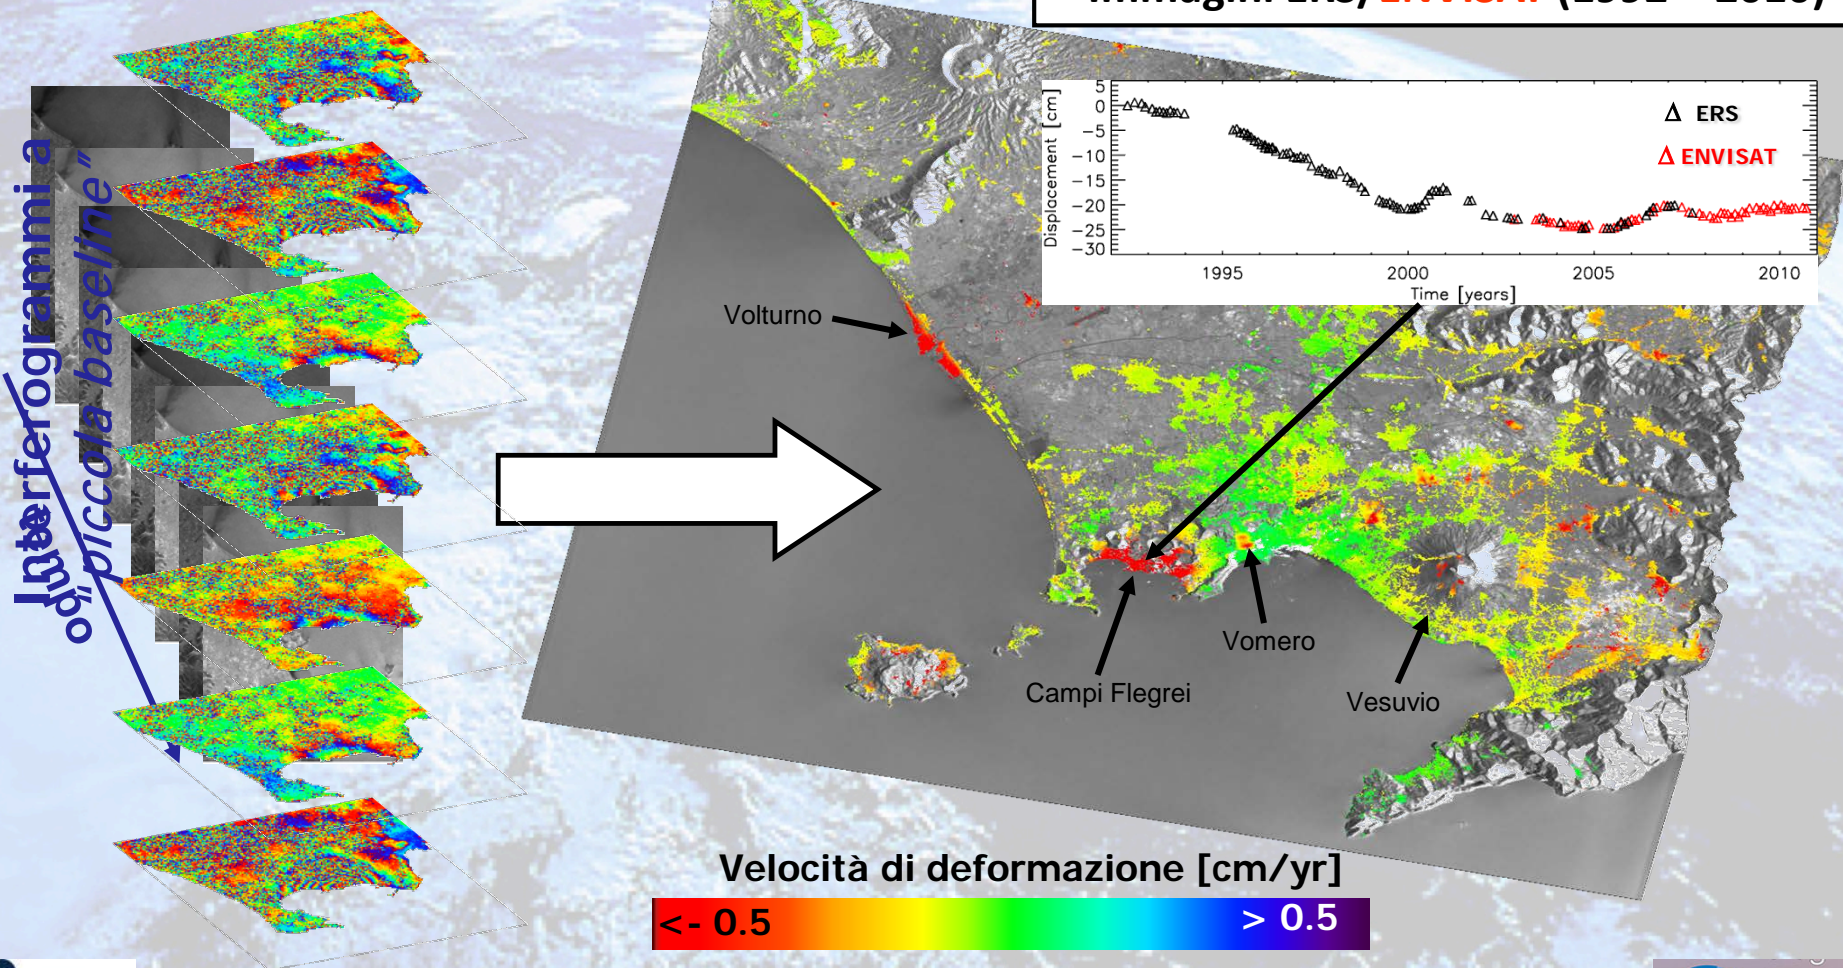 Immagini ERS/ENVISAT (1992 – 2010)
Interferogrammi a
"piccola baseline"
Displacement [cm]
5
0
−5
−10
−15
−20
−25
−30
Δ ERS
Δ ENVISAT
1995 2000 2005 2010
Time [years]
Volturno
Vomero
Campi Flegrei
Vesuvio
Velocità di deformazione [cm/yr]
<- 0.5 > 0.5